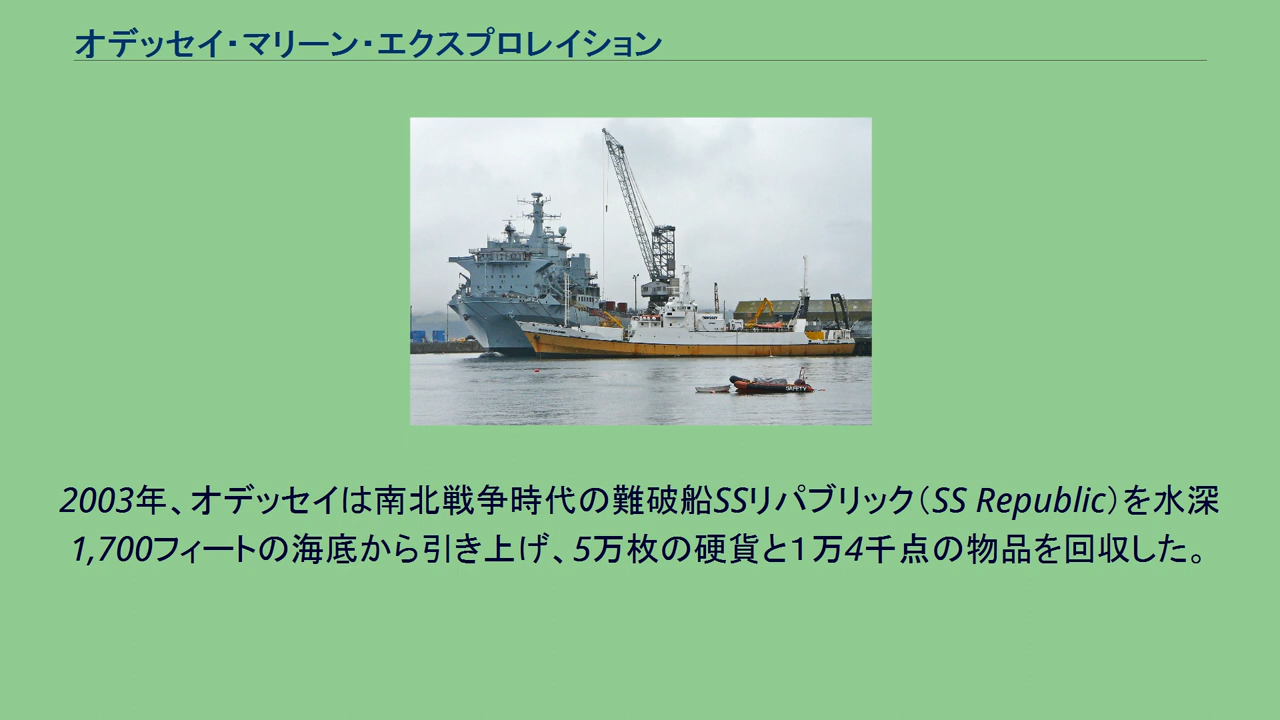 オデッセイ・マリーン・エクスプロレイション
ODYSSEY
SAFETY
2003年、オデッセイは南北戦争時代の難破船SSリパブリック（SS Republic）を水深
1,700フィートの海底から引き上げ、5万枚の硬貨と１万4千点の物品を回収した。